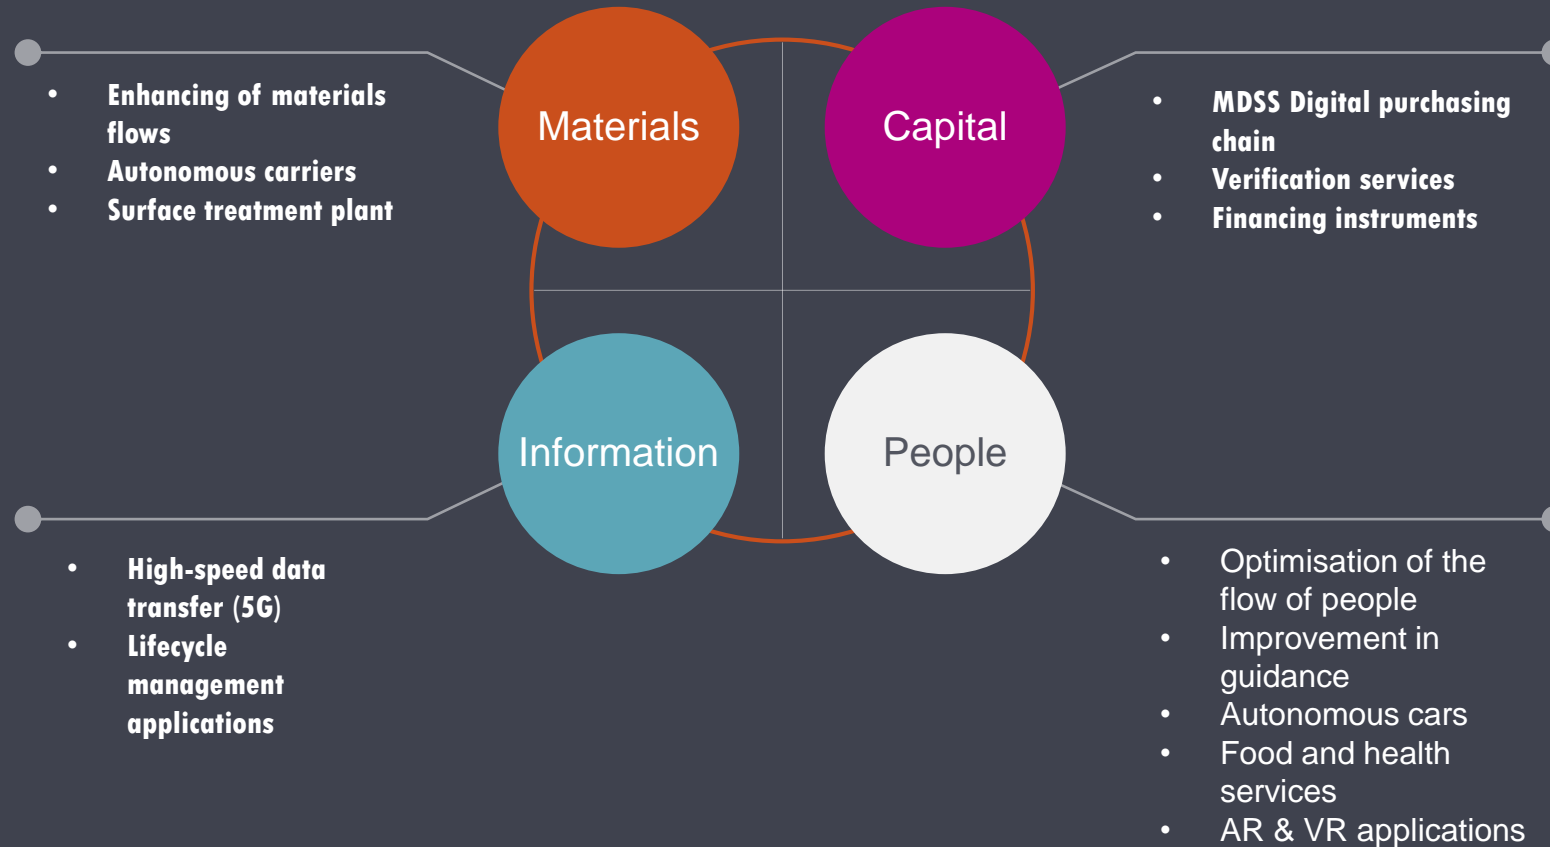 Materials
• Enhancing of materials
flows
• Autonomous carriers
• Surface treatment plant
Capital
• MDSS Digital purchasing
chain
• Verification services
• Financing instruments
Information
• High-speed data
transfer (5G)
• Lifecycle
management
applications
People
• Optimisation of the
flow of people
• Improvement in
guidance
• Autonomous cars
• Food and health
services
• AR & VR applications